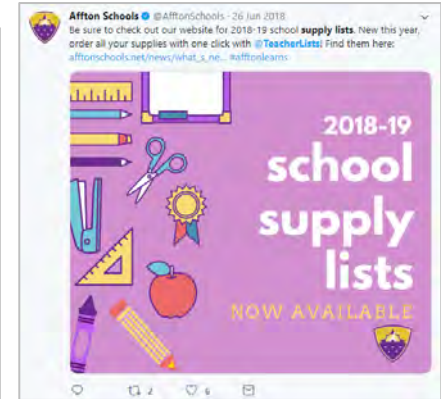 Affton Schools @AfftonSchools · 26 Jun 2018
Be sure to check out our website for 2018-19 school supply lists. New this year,
order all your supplies with one click with @TeacherLists! Find them here:
afftonschools.net/news/what_s_ne... #afftonlearns
2018-19
school
supply
lists
NOW AVAILABLE
2 6